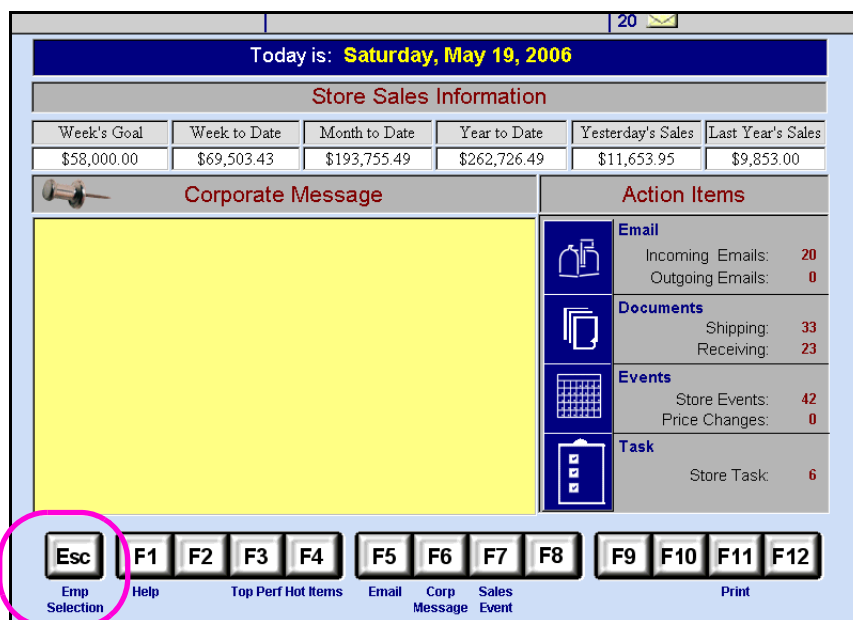 20
Today is: Saturday, May 19, 2006
Store Sales Information
Week's Goal Week to Date Month to Date Year to Date Yesterday's Sales Last Year's Sales
$58,000.00 $69,503.43 $193,755.49 $262,726.49 $11,653.95 $9,853.00
Corporate Message Action Items
Email
Incoming Emails: 20
Outgoing Emails: 0
Documents
Shipping: 33
Receiving: 23
Events
Store Events: 42
Price Changes: 0
Task
Store Task: 6
Esc F1 F2 F3 F4 F5 F6 F7 F8 F9 F10 F11 F12
Emp Help Top Perf Hot Items Email Corp Sales Print
Selection Message Event